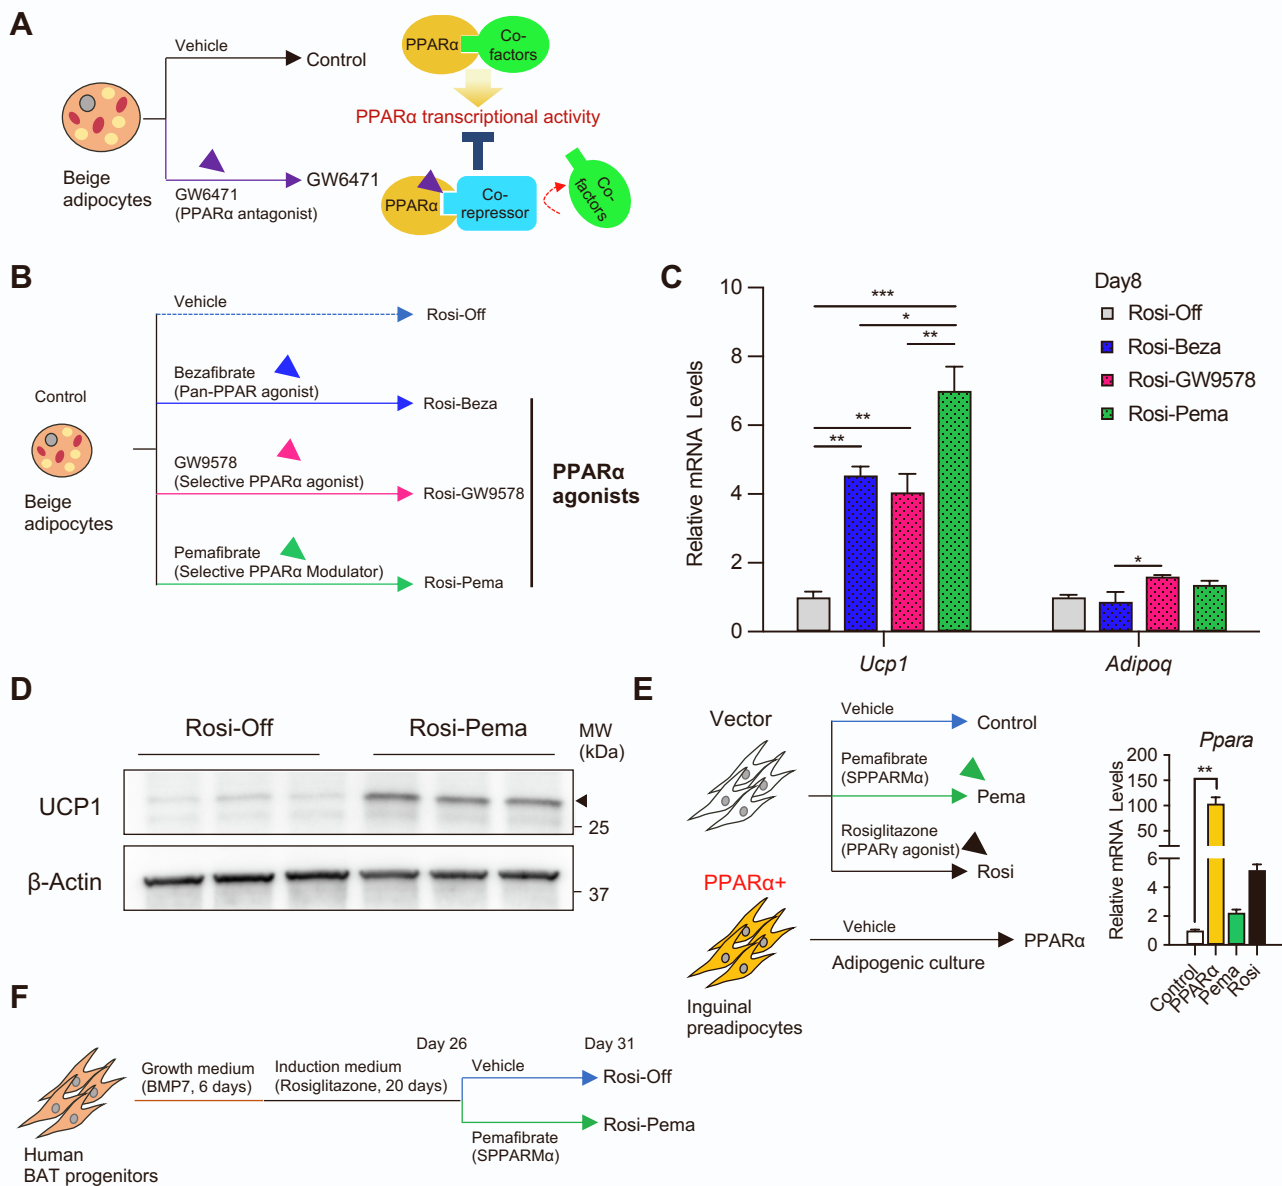 A
Vehicle
Control
Beige
adipocytes
GW6471
(PPARα antagonist)
GW6471
PPARα
Co-
factors
PPARα transcriptional activity
PPARα
Co-
repressor
Co-
factors
B
Control
Beige
adipocytes
Vehicle
Rosi-Off
Bezafibrate
(Pan-PPAR agonist)
Rosi-Beza
GW9578
(Selective PPARα agonist)
Rosi-GW9578
Pemafibrate
(Selective PPARα Modulator)
Rosi-Pema
PPARα
agonists
C
Relative mRNA Levels
10
8
6
4
2
0
***
*
**
**
**
*
Ucp1
Adipoq
Day8
Rosi-Off
Rosi-Beza
Rosi-GW9578
Rosi-Pema
D
Rosi-Off
Rosi-Pema
MW
(kDa)
UCP1
25
β-Actin
37
E
Vector
Vehicle
Control
Pemafibrate
(SPPARMα)
Pema
Rosiglitazone
(PPARγ agonist)
Rosi
PPARα+
Vehicle
PPARα
Adipogenic culture
Inguinal
preadipocytes
Ppara
Relative mRNA Levels
200
150
100
50
6
4
2
0
**
Control
PPARα
Pema
Rosi
F
Human
BAT progenitors
Growth medium
(BMP7, 6 days)
Induction medium
(Rosiglitazone, 20 days)
Day 26
Day 31
Vehicle
Rosi-Off
Pemafibrate
(SPPARMα)
Rosi-Pema